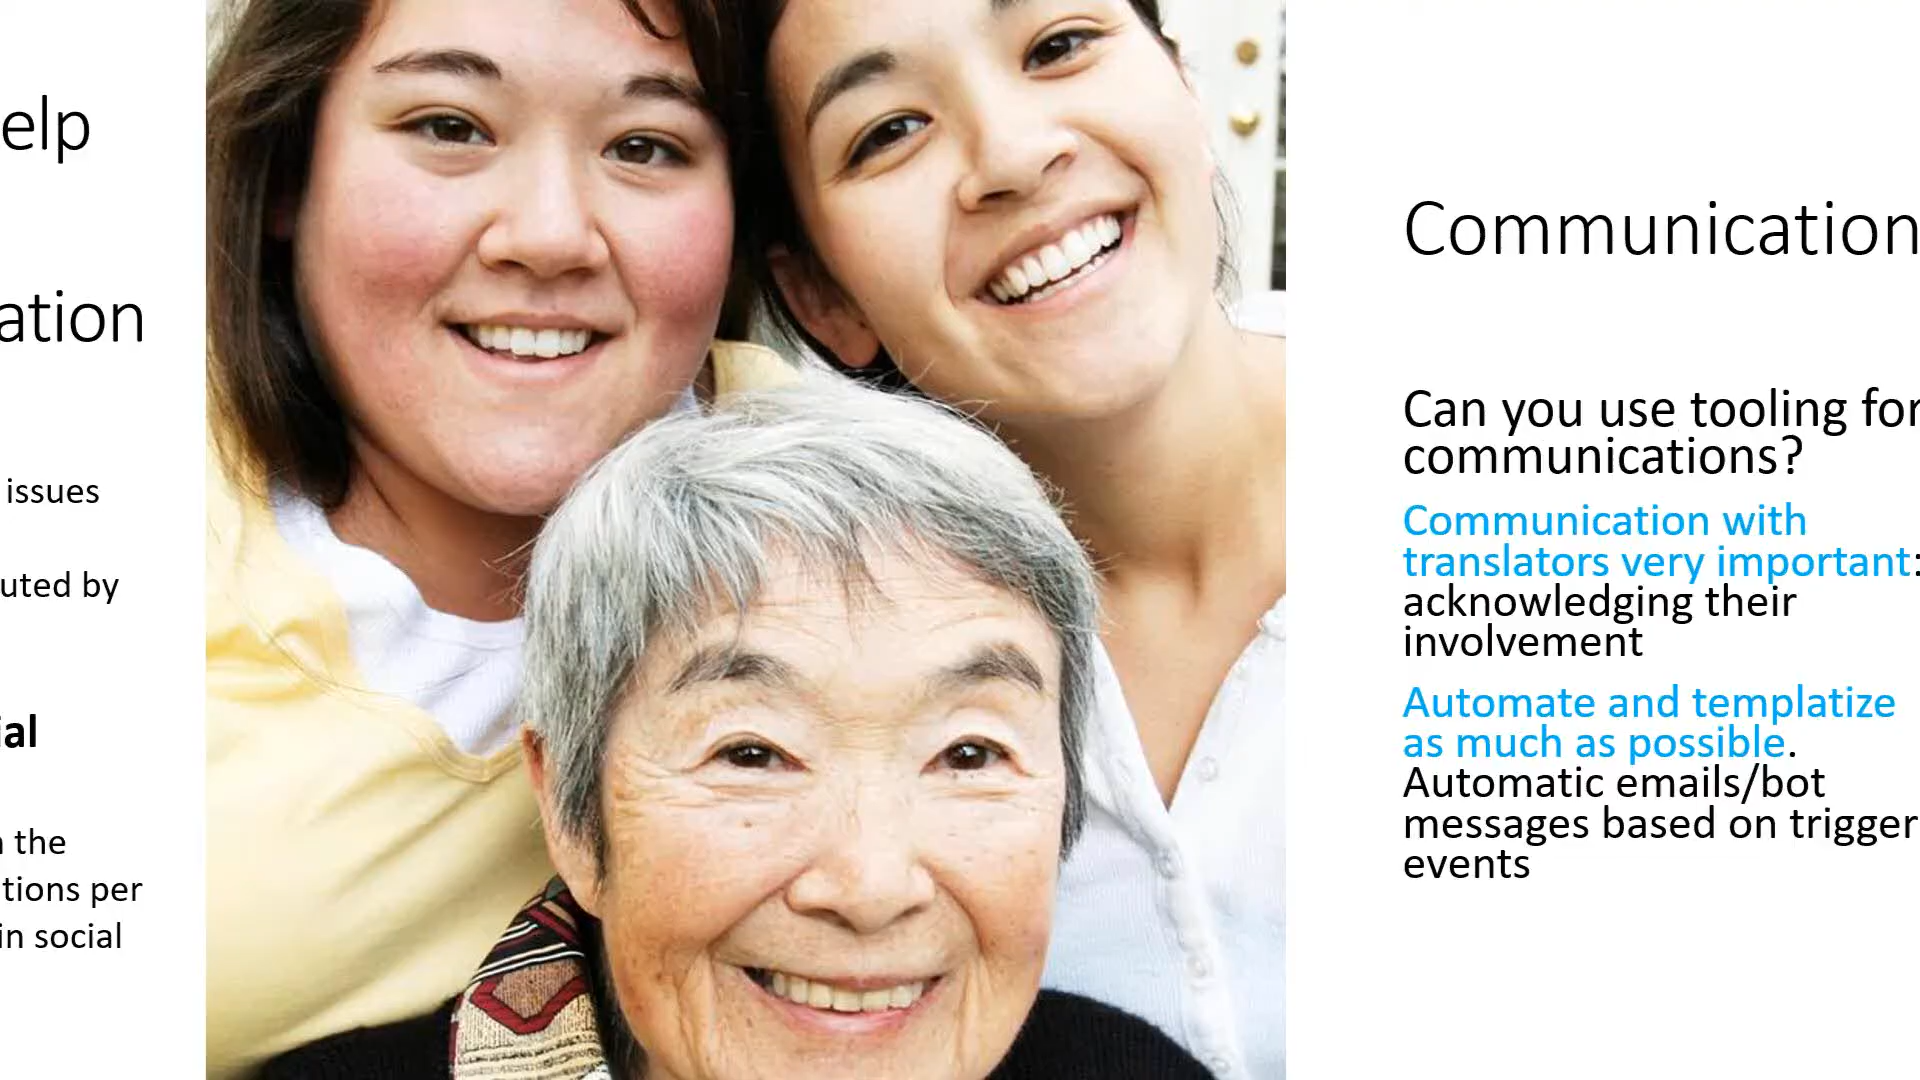 elp
ation
issues
uted by
ial
the
tions per
in social
Communication
Can you use tooling for
communications?
Communication with
translators very important:
acknowledging their
involvement
Automate and templatize
as much as possible.
Automatic emails/bot
messages based on trigger
events